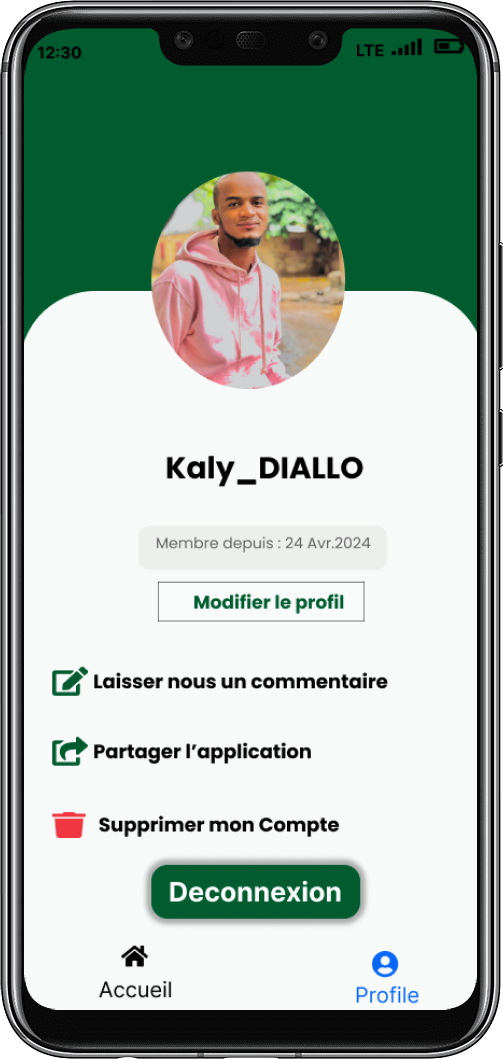 12:30
LTE
Kaly_DIALLO
Membre depuis : 24 Avr.2024
Modifier le profil
Laisser nous un commentaire
Partager l’application
Supprimer mon Compte
Deconnexion
Accueil
Profile